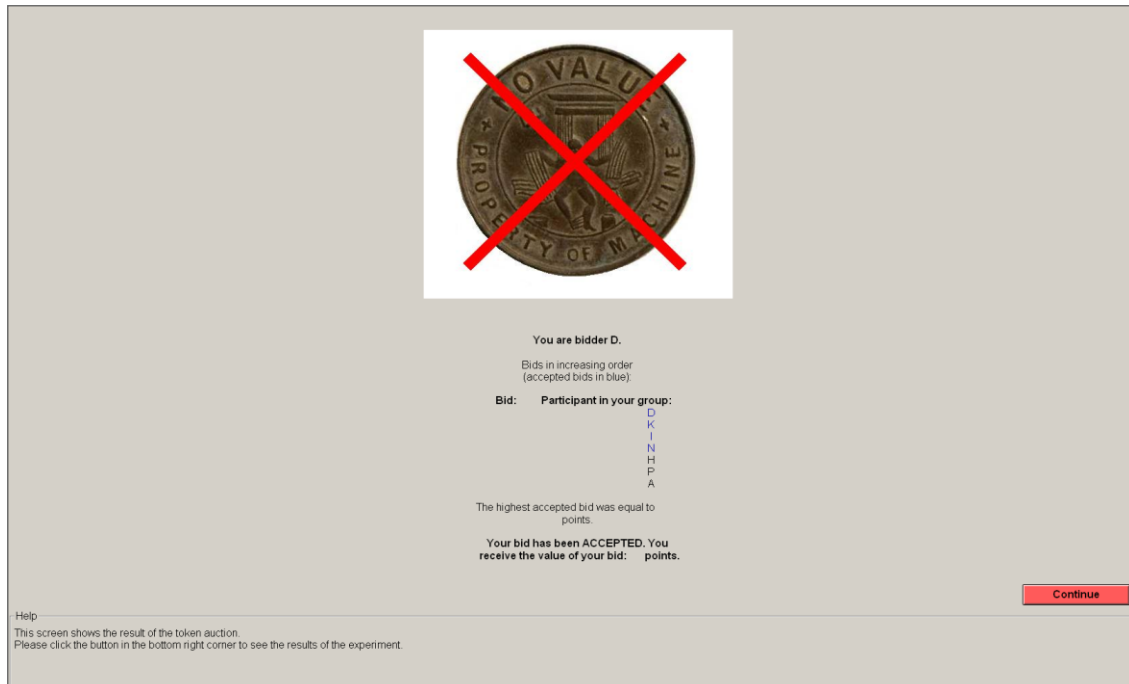 NO VALUE
PROPERTY OF MACHINE
You are bidder D.
Bids in increasing order
(accepted bids in blue):
Bid: Participant in your group:
D
K
I
N
H
P
A
The highest accepted bid was equal to
points.
Your bid has been ACCEPTED. You
receive the value of your bid: points.
Continue
Help
This screen shows the result of the token auction.
Please click the button in the bottom right corner to see the results of the experiment.